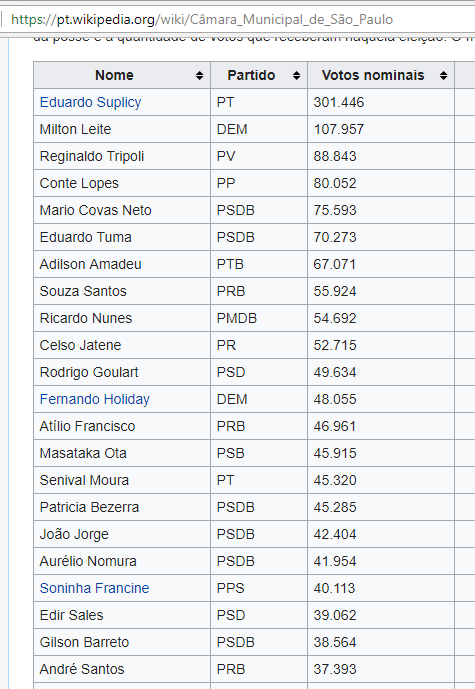 https://pt.wikipedia.org/wiki/Câmara_Municipal_de_São_Paulo
da posse e a quantidade de votos que receberam naquela eleição. O
Nome Partido Votos nominais
Eduardo Suplicy PT 301.446
Milton Leite DEM 107.957
Reginaldo Tripoli PV 88.843
Conte Lopes PP 80.052
Mario Covas Neto PSDB 75.593
Eduardo Tuma PSDB 70.273
Adilson Amadeu PTB 67.071
Souza Santos PRB 55.924
Ricardo Nunes PMDB 54.692
Celso Jatene PR 52.715
Rodrigo Goulart PSD 49.634
Fernando Holiday DEM 48.055
Atílio Francisco PRB 46.961
Masataka Ota PSB 45.915
Senival Moura PT 45.320
Patricia Bezerra PSDB 45.285
João Jorge PSDB 42.404
Aurélio Nomura PSDB 41.954
Soninha Francine PPS 40.113
Edir Sales PSD 39.062
Gilson Barreto PSDB 38.564
André Santos PRB 37.393